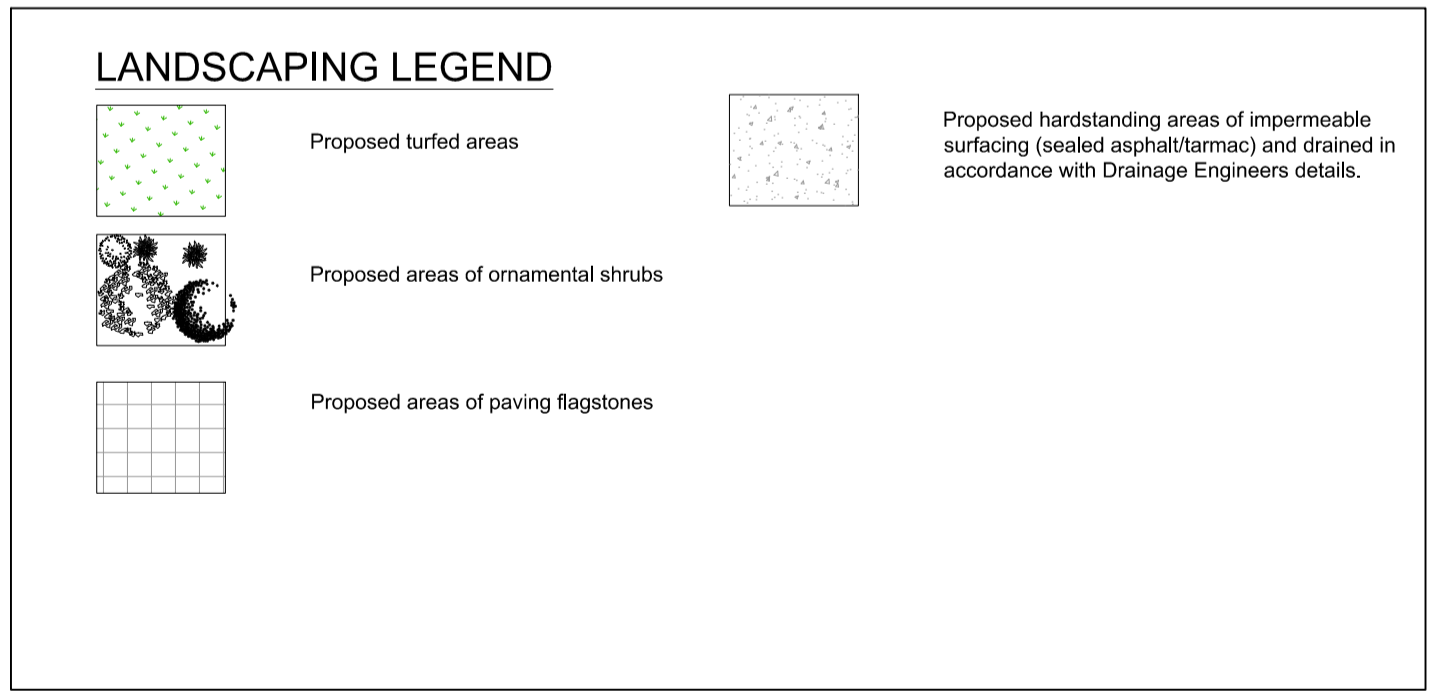 LANDSCAPING LEGEND
Proposed turfed areas
Proposed areas of ornamental shrubs
Proposed areas of paving flagstones
Proposed hardstanding areas of impermeable
surfacing (sealed asphalt/tarmac) and drained in
accordance with Drainage Engineers details.